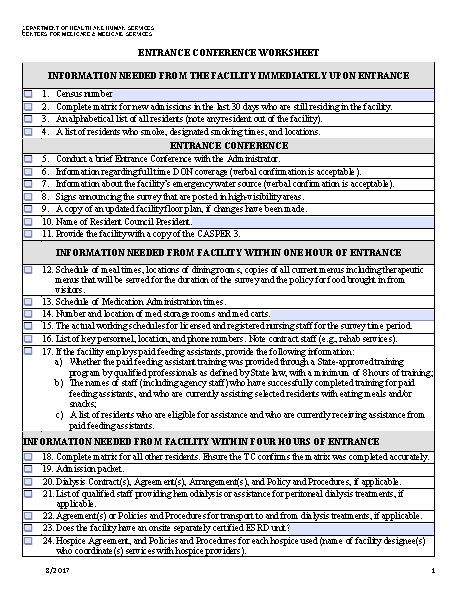 DEPARTMENT OF HEALTH AND HUMAN SERVICES
CENTERS FOR MEDICARE & MEDICAID SERVICES
ENTRANCE CONFERENCE WORKSHEET
INFORMATION NEEDED FROM THE FACILITY IMMEDIATELY UPON ENTRANCE
1. Census number
2. Complete matrix for new admissions in the last 30 days who are still residing in the facility.
3. An alphabetical list of all residents (note any resident out of the facility).
4. A list of residents who smoke, designated smoking times, and locations.
ENTRANCE CONFERENCE
5. Conduct a brief Entrance Conference with the Administrator.
6. Information regarding full time DON coverage (verbal confirmation is acceptable).
7. Information about the facility's emergency water source (verbal confirmation is acceptable).
8. Signs announcing the survey that are posted in high-visibility areas.
9. A copy of an updated facility floor plan, if changes have been made.
10. Name of Resident Council President.
11. Provide the facility with a copy of the CASPER 3.
INFORMATION NEEDED FROM FACILITY WITHIN ONE HOUR OF ENTRANCE
12. Schedule of meal times, locations of dining rooms, copies of all current menus including therapeutic
menus that will be served for the duration of the survey and the policy for food brought in from
visitors.
13. Schedule of Medication Administration times.
14. Number and location of med storage rooms and med carts.
15. The actual working schedules for licensed and registered nursing staff for the survey time period.
16. List of key personnel, location, and phone numbers. Note contract staff (e.g., rehab services).
17. If the facility employs paid feeding assistants, provide the following information:
a) Whether the paid feeding assistant training was provided through a State-approved training
program by qualified professionals as defined by State law, with a minimum of 8 hours of training;
b) The names of staff (including agency staff) who have successfully completed training for paid
feeding assistants, and who are currently assisting selected residents with eating meals and/or
snacks;
c) A list of residents who are eligible for assistance and who are currently receiving assistance from
paid feeding assistants.
INFORMATION NEEDED FROM FACILITY WITHIN FOUR HOURS OF ENTRANCE
18. Complete matrix for all other residents. Ensure the TC confirms the matrix was completed accurately.
19. Admission packet.
20. Dialysis Contract(s), Agreement(s), Arrangement(s), and Policy and Procedures, if applicable.
21. List of qualified staff providing hemodialysis or assistance for peritoneal dialysis treatments, if
applicable.
22. Agreement(s) or Policies and Procedures for transport to and from dialysis treatments, if applicable.
23. Does the facility have an onsite separately certified ESRD unit?
24. Hospice Agreement, and Policies and Procedures for each hospice used (name of facility designee(s)
who coordinate(s) services with hospice providers).
8/2017
1